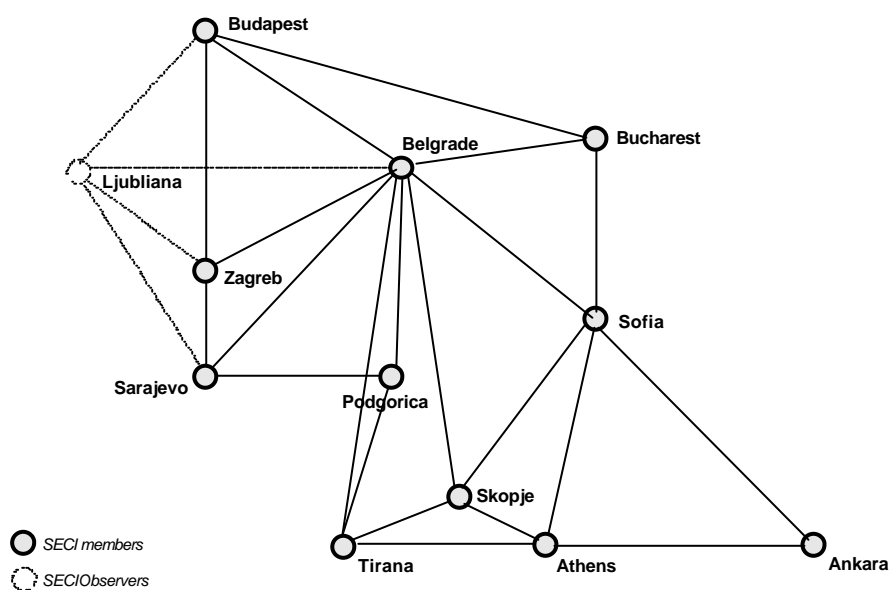 Budapest
Bucharest
Belgrade
Ljubliana
Zagreb
Sofia
Sarajevo
Podgorica
Skopje
SECI members
Tirana
Athens
Ankara
SECIObservers